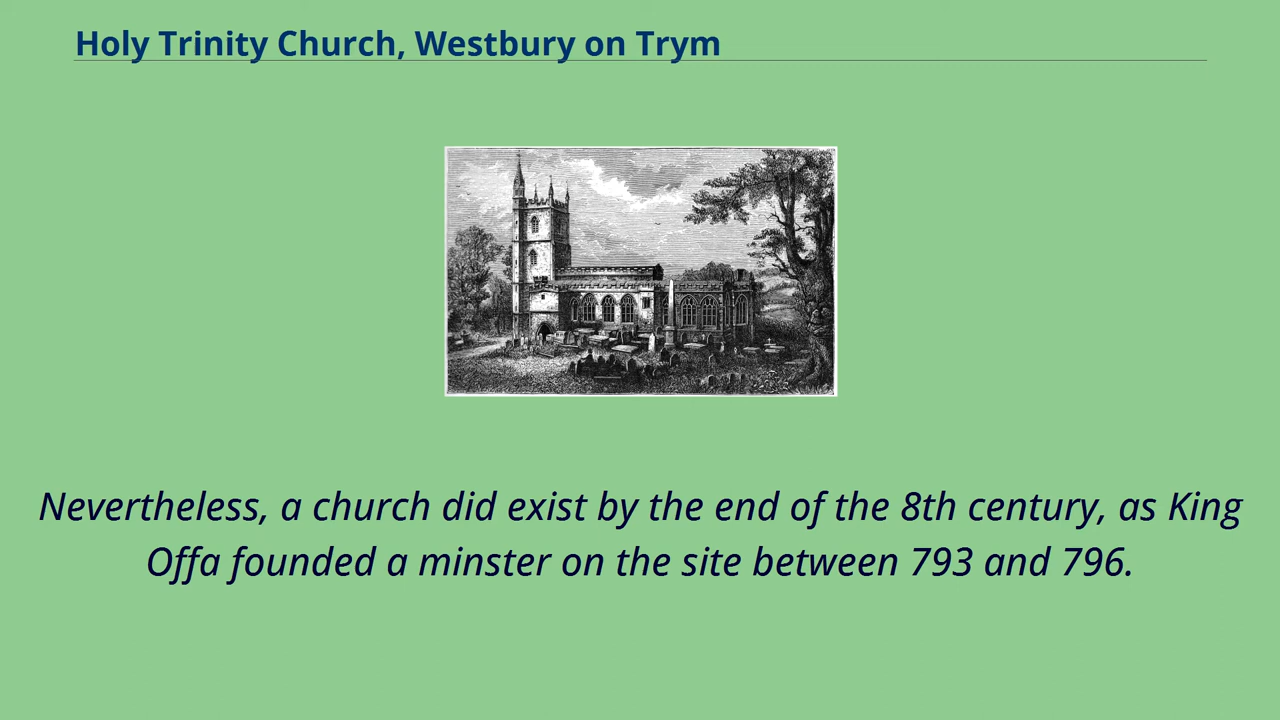 Holy Trinity Church, Westbury on Trym
Nevertheless, a church did exist by the end of the 8th century, as King
Offa founded a minster on the site between 793 and 796.